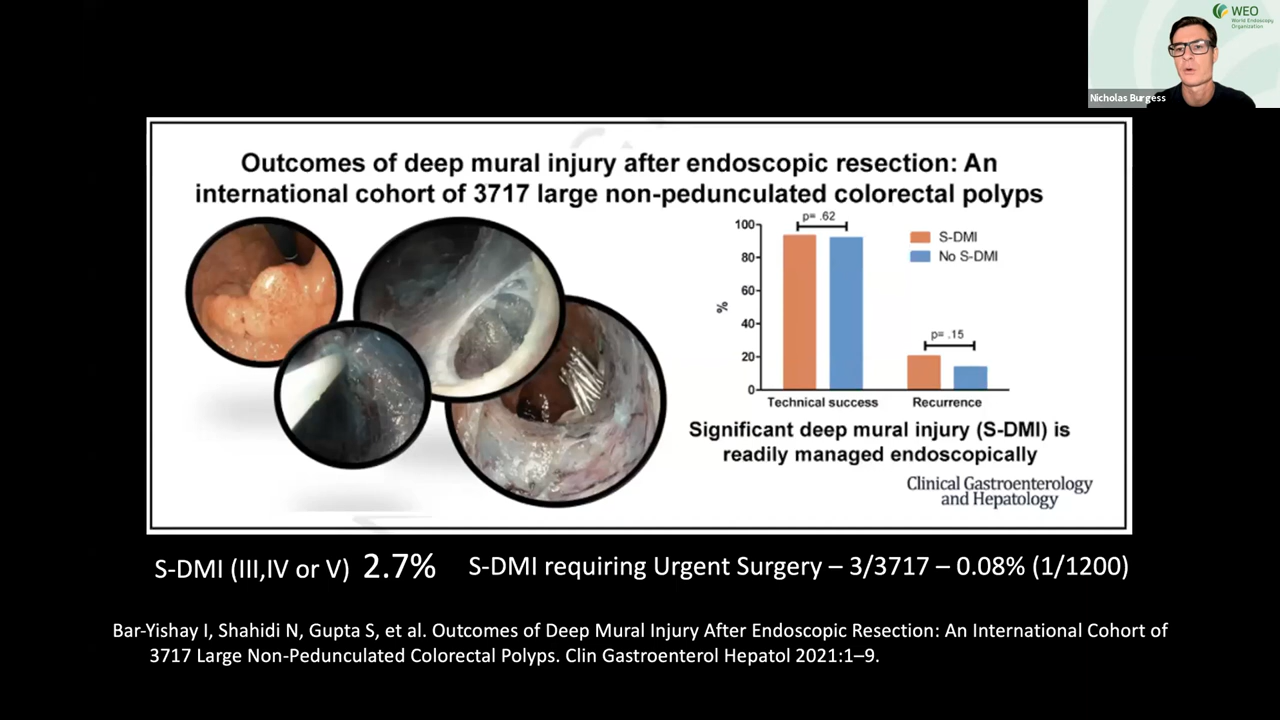 WEO
World Endoscopy
Organization
Nicholas Burgess
Outcomes of deep mural injury after endoscopic resection: An
international cohort of 3717 large non-pedunculated colorectal polyps
p= .62
100
80
60
40
20
0
%
S-DMI
No S-DMI
p= .15
Technical success
Recurrence
Significant deep mural injury (S-DMI) is
readily managed endoscopically
Clinical Gastroenterology
and Hepatology
S-DMI (III,IV or V) 2.7%
S-DMI requiring Urgent Surgery – 3/3717 – 0.08% (1/1200)
Bar-Yishay I, Shahidi N, Gupta S, et al. Outcomes of Deep Mural Injury After Endoscopic Resection: An International Cohort of
3717 Large Non-Pedunculated Colorectal Polyps. Clin Gastroenterol Hepatol 2021:1–9.